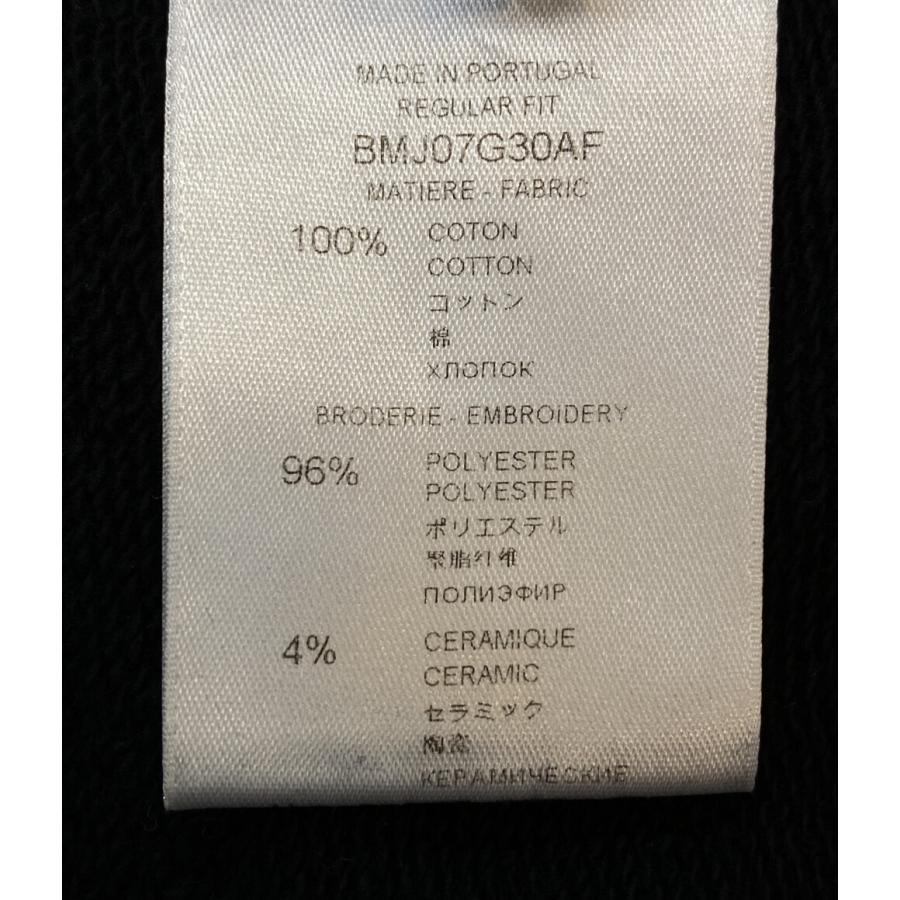 MADE IN PORTUGAL
REGULAR FIT
BMJ07G30AF
MATIERE - FABRIC
100% COTON
COTTON
コットン
棉
ХЛОПОК
BRODERIE - EMBROIDERY
96% POLYESTER
POLYESTER
ポリエステル
聚脂纤维
ПОЛИЭФИР
4% CERAMIQUE
CERAMIC
セラミック
陶瓷
КЕРАМИЧЕСКИЕ